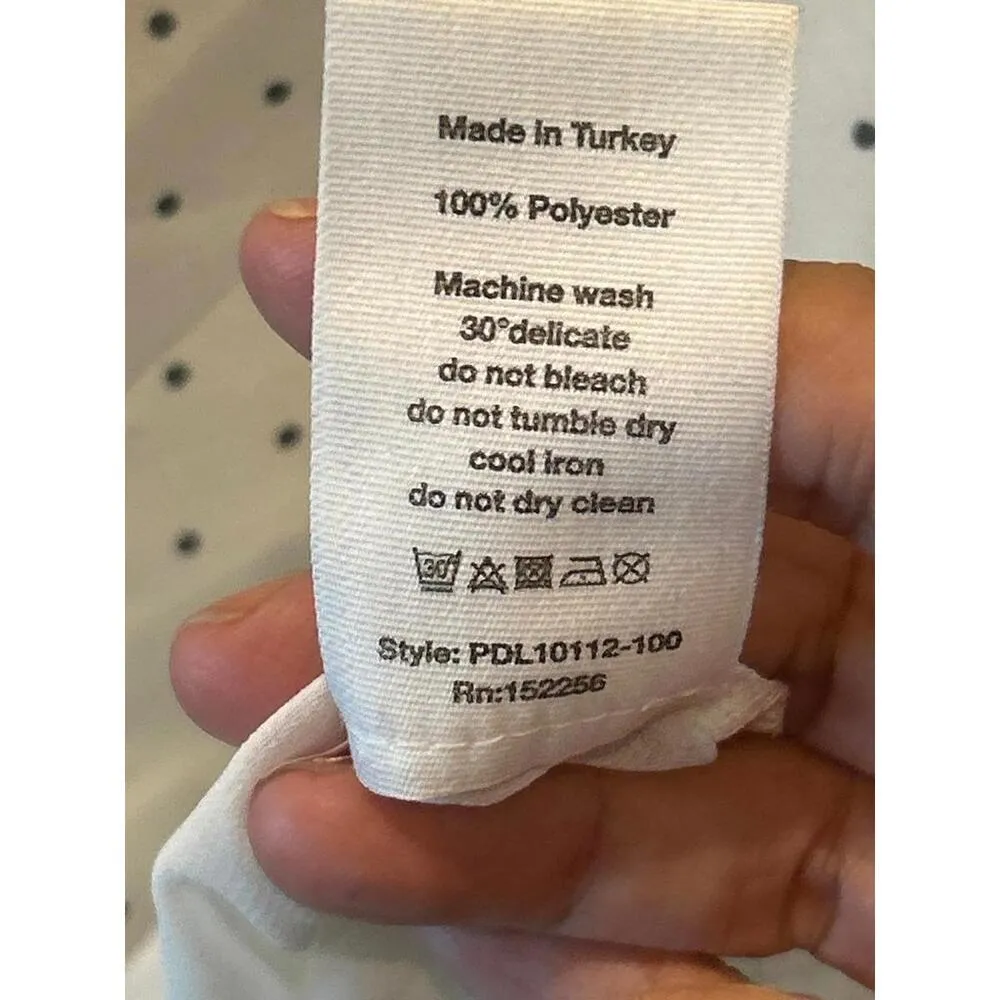 Made in Turkey
100% Polyester
Machine wash
30°delicate
do not bleach
do not tumble dry
cool iron
do not dry clean
30°
Style: PDL10112-100
Rn:152256